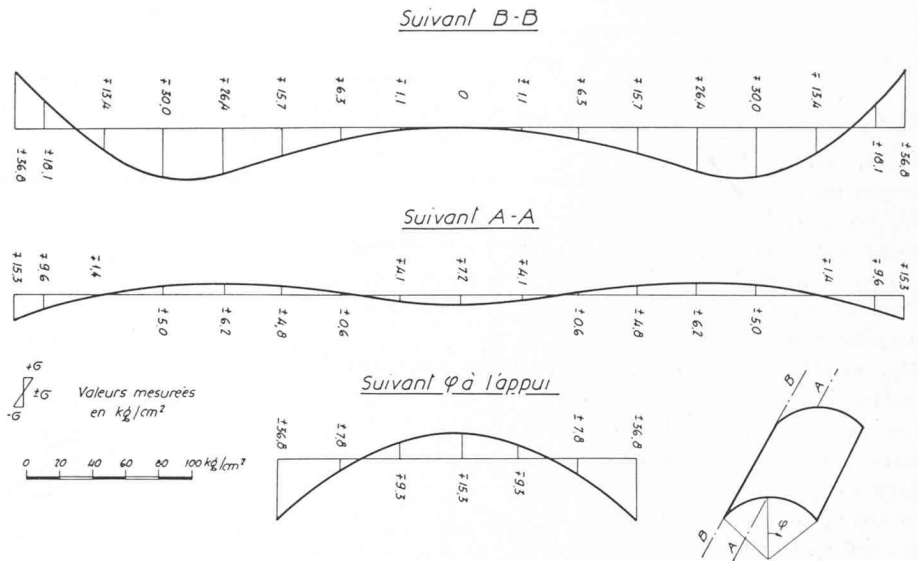 Suivant B-B
∓13,4 ∓30,0 ∓26,4 ∓15,7 ∓6,3 ∓1,1 0 ±1,1 ∓6,3 ∓15,7 ∓26,4 ∓30,0 ∓13,4
±36,8 ±18,1 ±18,1 ±36,8
Suivant A-A
∓15,3 ∓9,6 ∓1,4 ∓4,1 ∓7,2 ∓4,1 ∓1,4 ∓9,6 ∓15,3
±5,0 ±6,2 ±4,8 ±0,6 ±0,6 ±4,8 ±6,2 ±5,0
+σ
±σ
-σ
Valeurs mesurées
en kg/cm²
0 20 40 60 80 100 kg/cm²
Suivant φ à l'appui
±36,8 ±7,8 ±7,8 ±36,8
∓9,3 ∓15,3 ∓9,3
B A
φ
B A